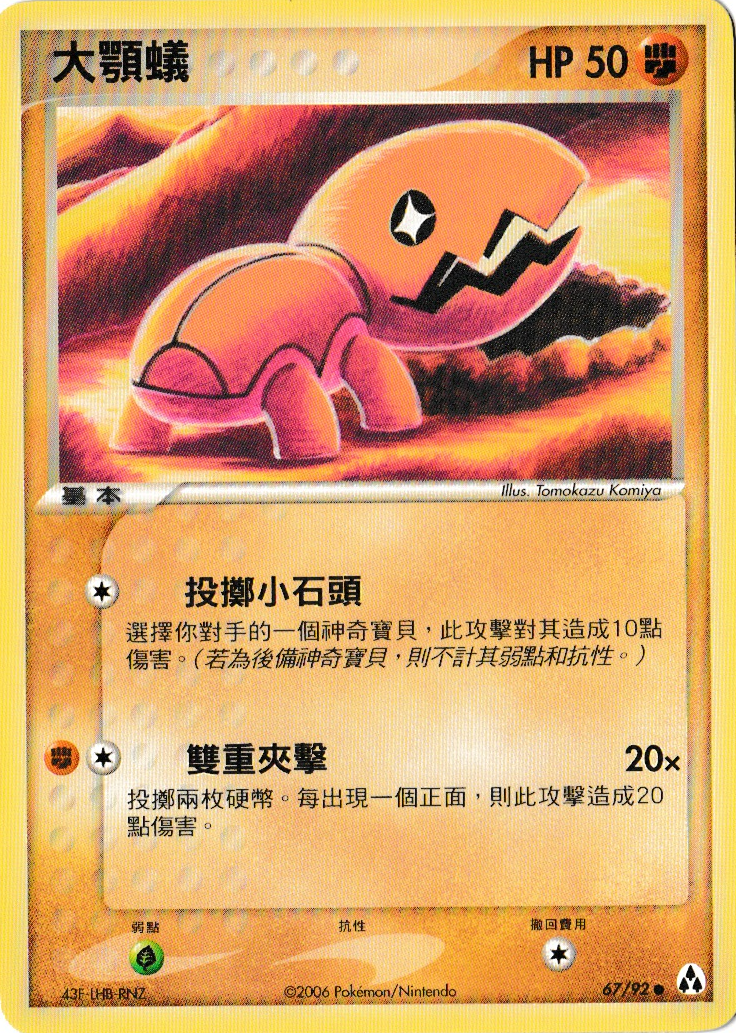 大顎蟻
HP 50
基本
Illus. Tomokazu Komiya
投擲小石頭
選擇你對手的一個神奇寶貝，此攻擊對其造成10點
傷害。（若為後備神奇寶貝，則不計其弱點和抗性。）
雙重夾擊 20×
投擲兩枚硬幣。每出現一個正面，則此攻擊造成20
點傷害。
弱點 抗性 撤回費用
43F-LHB-RNZ ©2006 Pokémon/Nintendo 67/92